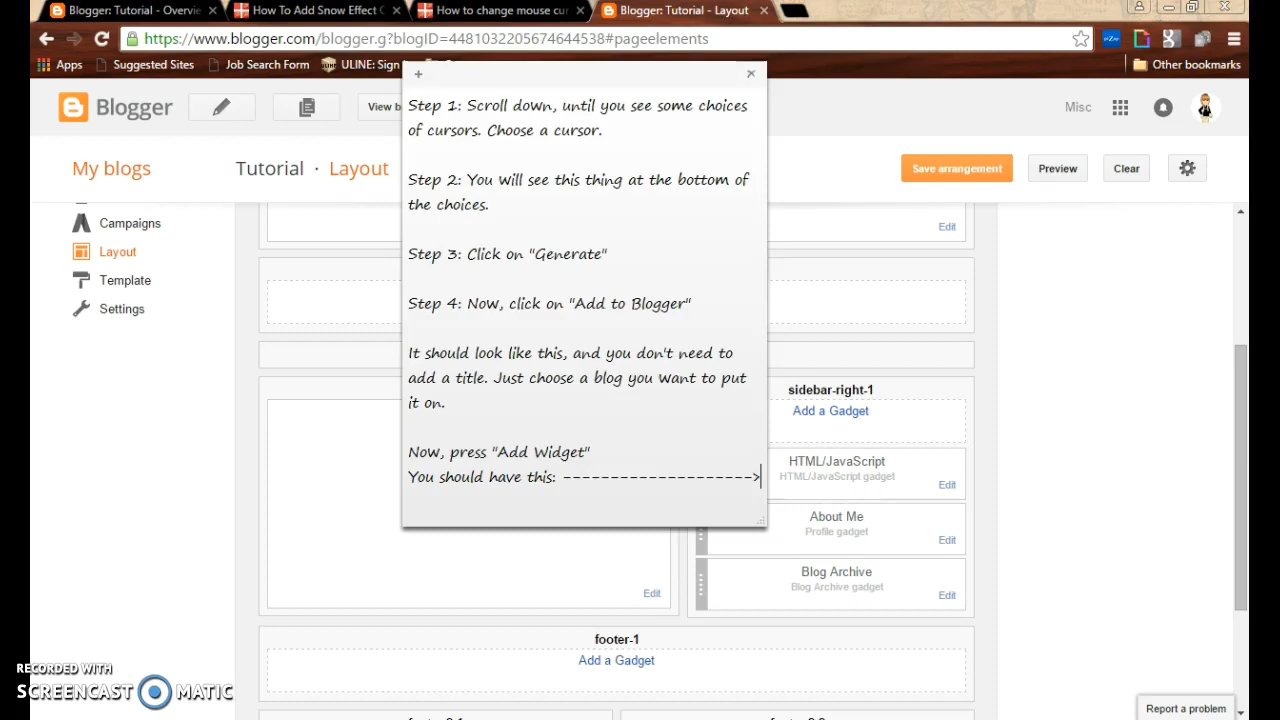 Blogger: Tutorial - Overvie
How To Add Snow Effect O
How to change mouse cur
Blogger: Tutorial - Layout
https://www.blogger.com/blogger.g?blogID=4481032205674644538#pageelements
Apps
Suggested Sites
Job Search Form
ULINE: Sign
Other bookmarks
Blogger
View b
Misc
My blogs
Tutorial · Layout
Save arrangement
Preview
Clear
Campaigns
Layout
Template
Settings
Step 1: Scroll down, until you see some choices
of cursors. Choose a cursor.
Step 2: You will see this thing at the bottom of
the choices.
Step 3: Click on "Generate"
Step 4: Now, click on "Add to Blogger"
It should look like this, and you don't need to
add a title. Just choose a blog you want to put
it on.
Now, press "Add Widget"
You should have this: -------------------->
Edit
sidebar-right-1
Add a Gadget
HTML/JavaScript
HTML/JavaScript gadget
Edit
About Me
Profile gadget
Edit
Blog Archive
Blog Archive gadget
Edit
Edit
footer-1
Add a Gadget
RECORDED WITH
SCREENCAST MATIC
Report a problem